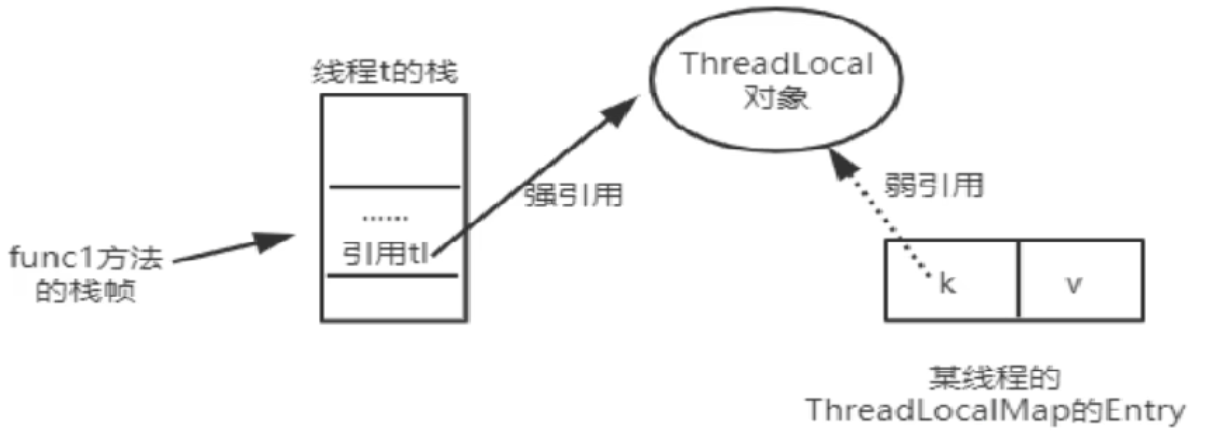 线程t的栈
ThreadLocal
对象
强引用
弱引用
......
引用tl
func1方法
的栈帧
k
v
某线程的
ThreadLocalMap的Entry